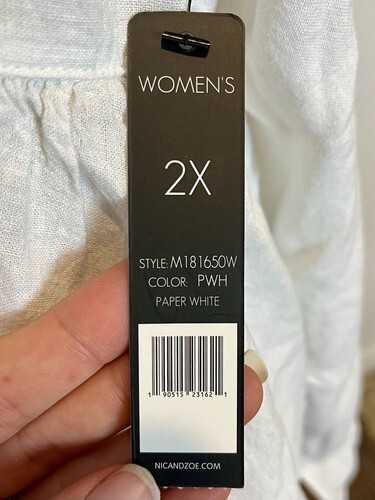 WOMEN'S
2X
STYLE: M181650W
COLOR: PWH
PAPER WHITE
1 90515 23162 1
NICANDZOE.COM